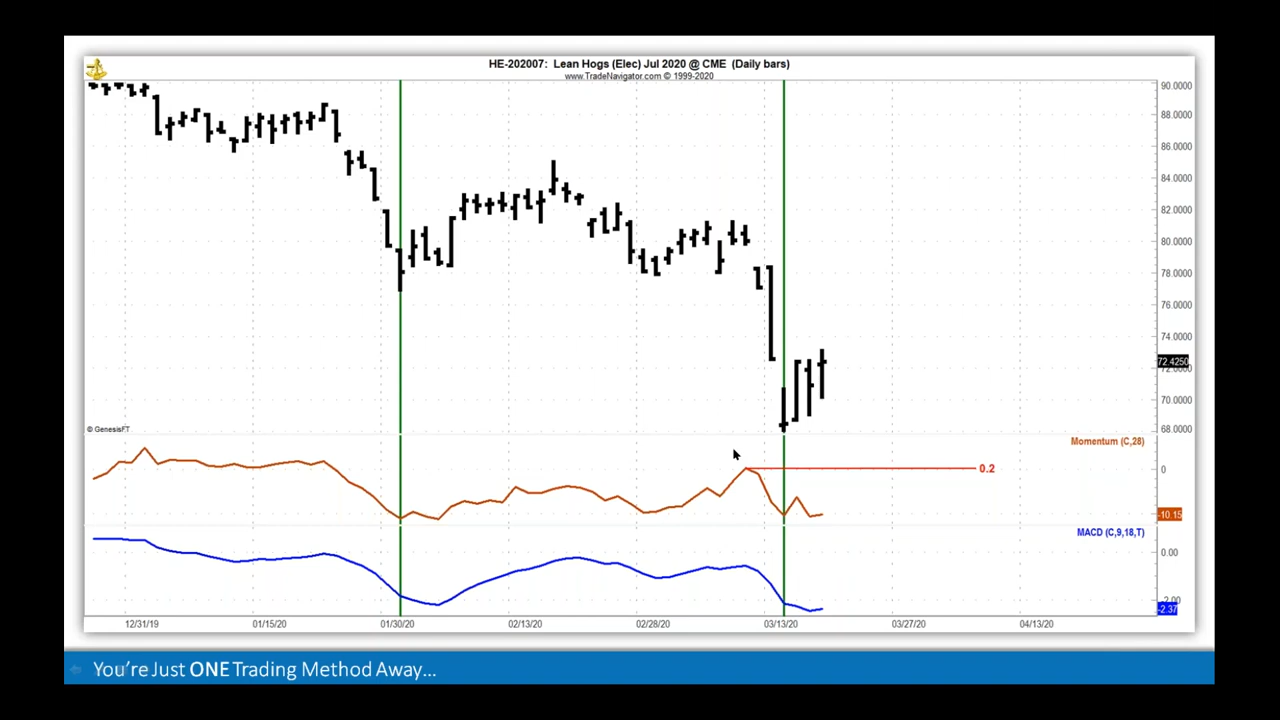 HE-202007: Lean Hogs (Elec) Jul 2020 @ CME (Daily bars)
www.TradeNavigator.com © 1999-2020
90.0000
88.0000
86.0000
84.0000
82.0000
80.0000
78.0000
76.0000
74.0000
72.4250
72.0000
70.0000
68.0000
© GenesisFT
Momentum (C,28)
0.2
0
-10.15
MACD (C,9,18,T)
0.00
-2.00
-2.37
12/31/19 01/15/20 01/30/20 02/13/20 02/28/20 03/13/20 03/27/20 04/13/20
You're Just ONE Trading Method Away...